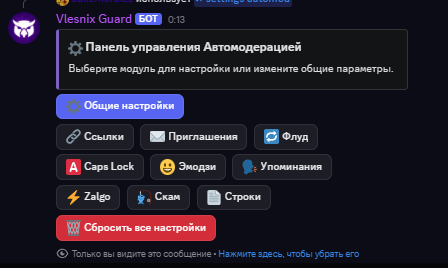 использует settings automod
Vlesnix Guard БОТ 0:13
Панель управления Автомодерацией
Выберите модуль для настройки или измените общие параметры.
Общие настройки
Ссылки Приглашения Флуд
Caps Lock Эмодзи Упоминания
Zalgo Скам Строки
Сбросить все настройки
Только вы видите это сообщение • Нажмите здесь, чтобы убрать его